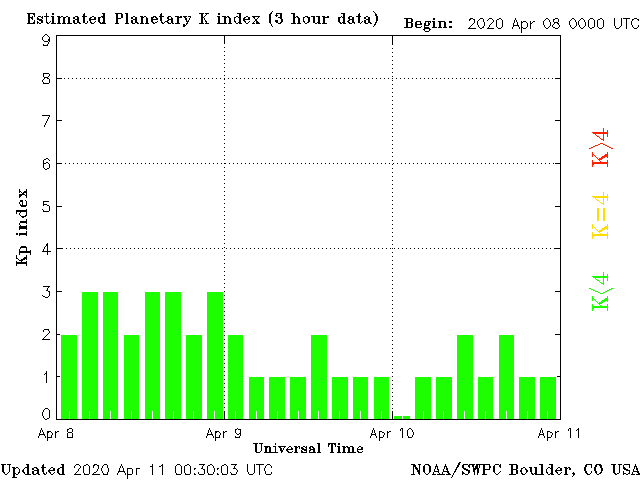 Estimated Planetary K index (3 hour data)
Begin: 2020 Apr 08 0000 UTC
9
8
7
6
5
4
3
2
1
0
Kp index
K>4
K=4
K<4
Apr 8
Apr 9
Apr 10
Apr 11
Universal Time
Updated 2020 Apr 11 00:30:03 UTC
NOAA/SWPC Boulder, CO USA